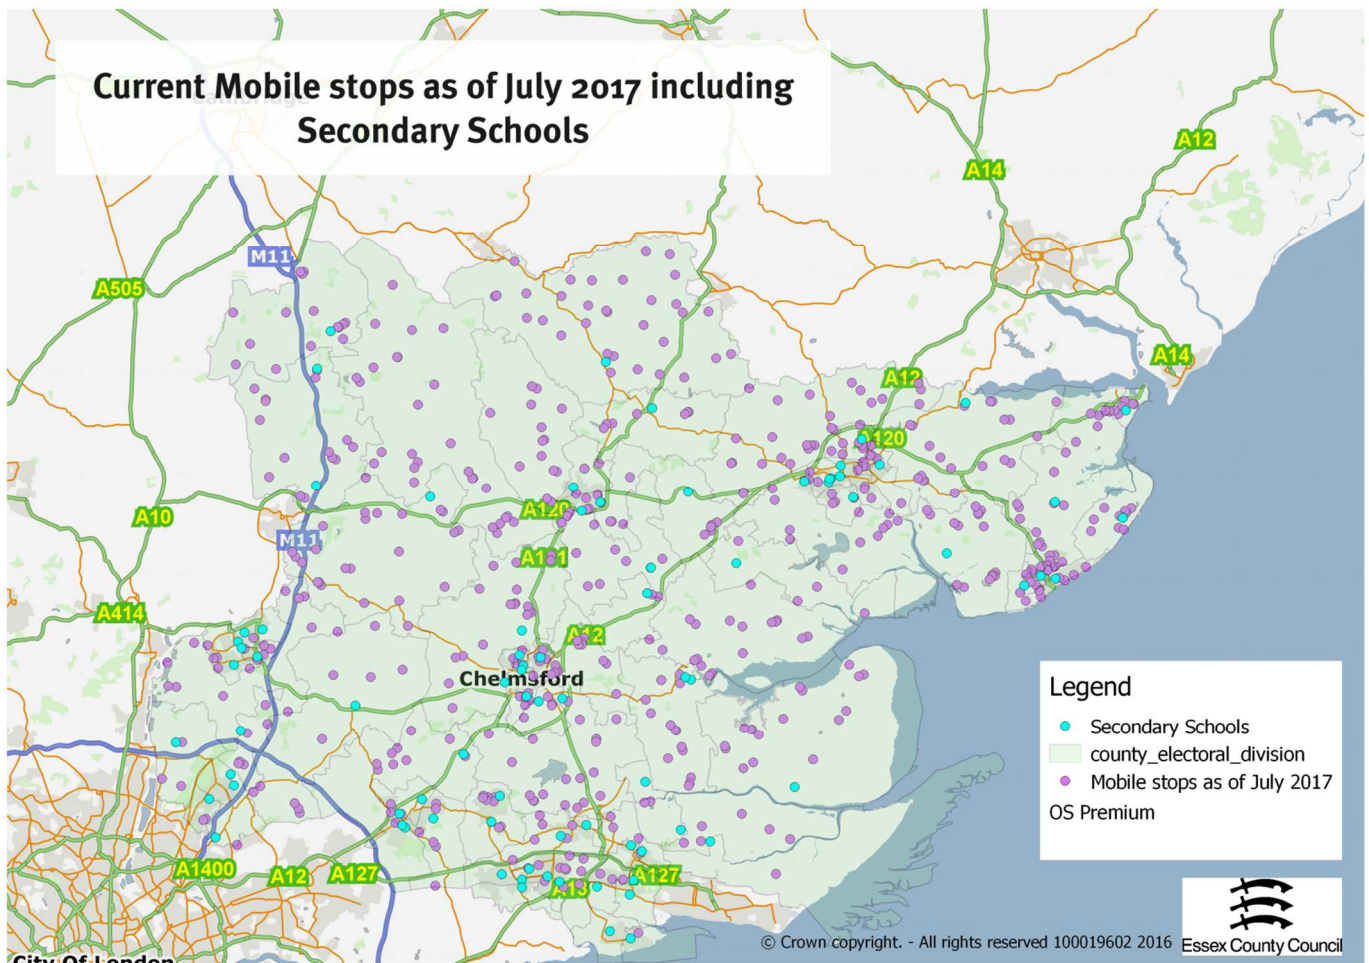 Current Mobile stops as of July 2017 including
Secondary Schools
Cambridge
A12
A14
M11
A505
A14
A12
A120
A10
A120
M11
A131
A414
A12
Chelmsford
Legend
Secondary Schools
county_electoral_division
Mobile stops as of July 2017
OS Premium
A1400
A12
A127
A13
A127
© Crown copyright. - All rights reserved 100019602 2016
Essex County Council
City Of London